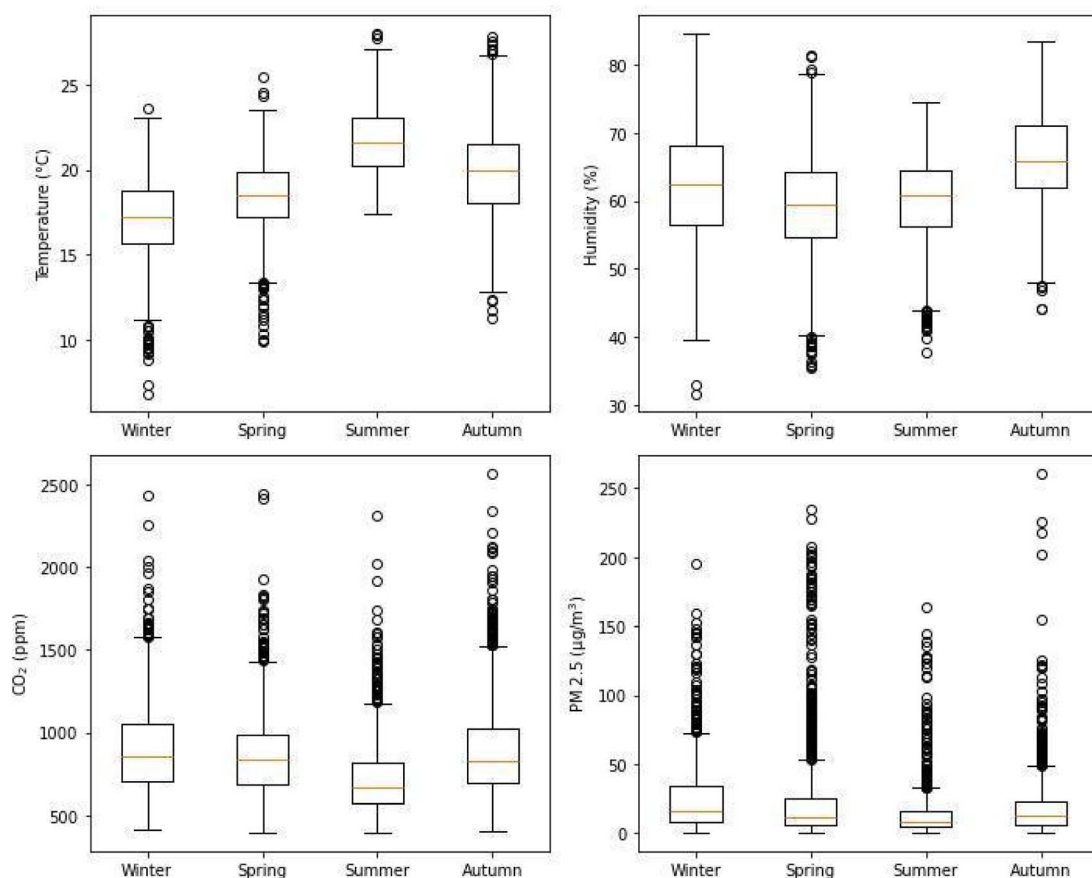 Temperature (°C)
25
20
15
10
Winter Spring Summer Autumn
Humidity (%)
80
70
60
50
40
30
Winter Spring Summer Autumn
CO₂ (ppm)
2500
2000
1500
1000
500
Winter Spring Summer Autumn
PM 2.5 (µg/m³)
250
200
150
100
50
0
Winter Spring Summer Autumn